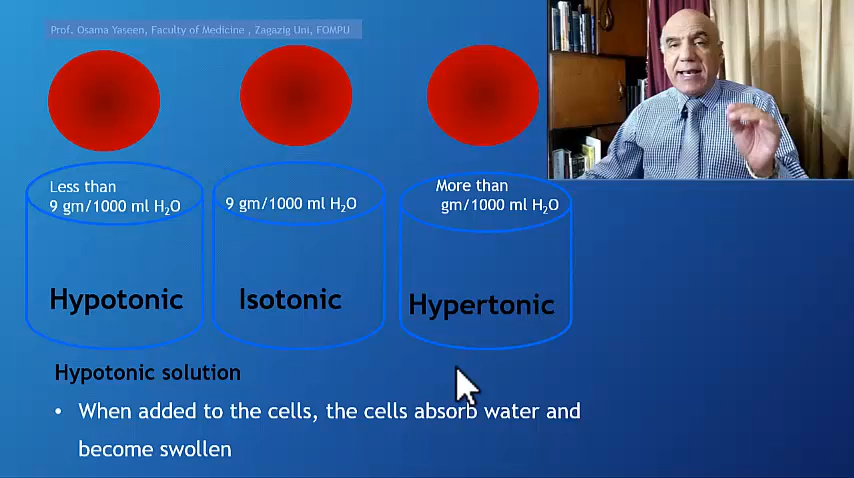 Prof. Osama Yaseen, Faculty of Medicine , Zagazig Uni, FOMPU
Less than
9 gm/1000 ml H₂O
9 gm/1000 ml H₂O
More than
gm/1000 ml H₂O
Hypotonic
Isotonic
Hypertonic
Hypotonic solution
• When added to the cells, the cells absorb water and
become swollen